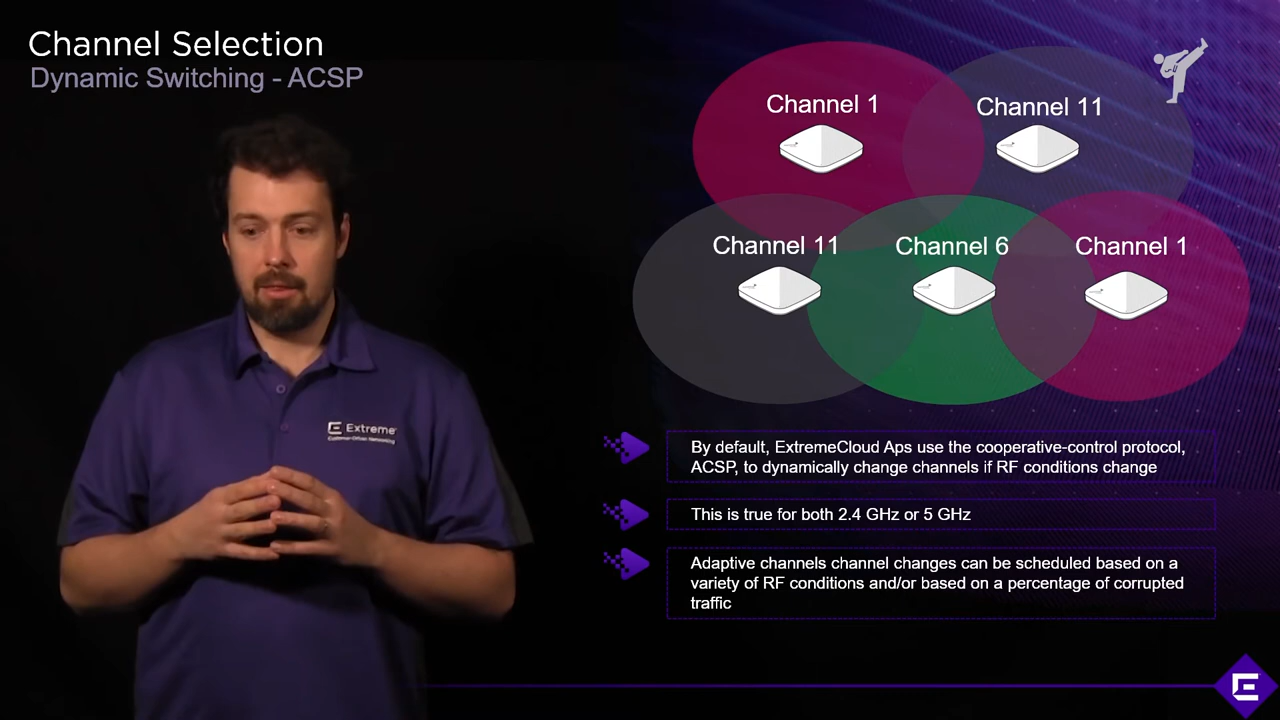 Channel Selection
Dynamic Switching - ACSP
Channel 1
Channel 11
Channel 11
Channel 6
Channel 1
Extreme
Customer-Driven Networking
By default, ExtremeCloud Aps use the cooperative-control protocol,
ACSP, to dynamically change channels if RF conditions change
This is true for both 2.4 GHz or 5 GHz
Adaptive channels channel changes can be scheduled based on a
variety of RF conditions and/or based on a percentage of corrupted
traffic